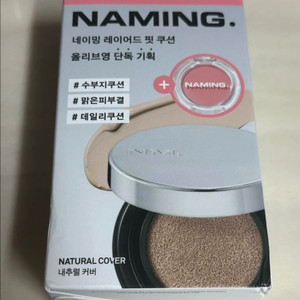 NAMING.
네이밍 레이어드 핏 쿠션
올리브영 단독 기획
# 수부지쿠션
# 맑은피부결
# 데일리쿠션
+
NAMING.
NAMING.
NATURAL COVER
내추럴 커버